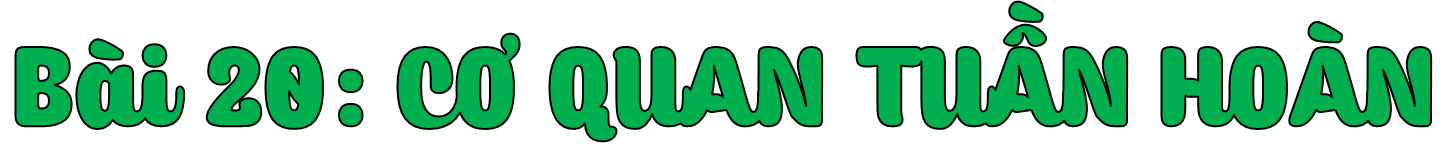 Bài 20: CƠ QUAN TUẦN HOÀN